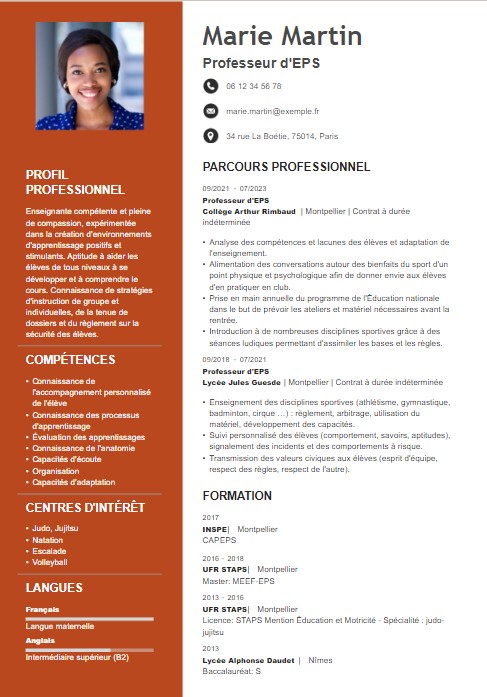 Marie Martin
Professeur d'EPS
06 12 34 56 78
marie.martin@exemple.fr
34 rue La Boétie, 75014, Paris
PROFIL
PROFESSIONNEL
Enseignante compétente et pleine
de compassion, expérimentée
dans la création d'environnements
d'apprentissage positifs et
stimulants. Aptitude à aider les
élèves de tous niveaux à se
développer et à comprendre le
cours. Connaissance de stratégies
d'instruction de groupe et
individuelles, de la tenue de
dossiers et du règlement sur la
sécurité des élèves.
COMPÉTENCES
• Connaissance de
l'accompagnement personnalisé
de l'élève
• Connaissance des processus
d'apprentissage
• Évaluation des apprentissages
• Connaissance de l'anatomie
• Capacités d'écoute
• Organisation
• Capacités d'adaptation
CENTRES D'INTÉRÊT
• Judo, Jujitsu
• Natation
• Escalade
• Volleyball
LANGUES
Français
Langue maternelle
Anglais
Intermédiaire supérieur (B2)
PARCOURS PROFESSIONNEL
09/2021 - 07/2023
Professeur d'EPS
Collège Arthur Rimbaud | Montpellier | Contrat à durée
indéterminée
• Analyse des compétences et lacunes des élèves et adaptation de
l'enseignement.
• Alimentation des conversations autour des bienfaits du sport d'un
point physique et psychologique afin de donner envie aux élèves
d'en pratiquer en club.
• Prise en main annuelle du programme de l'Éducation nationale
dans le but de prévoir les ateliers et matériel nécessaires avant la
rentrée.
• Introduction à de nombreuses disciplines sportives grâce à des
séances ludiques permettant d'assimiler les bases et les règles.
09/2018 - 07/2021
Professeur d'EPS
Lycée Jules Guesde | Montpellier | Contrat à durée indéterminée
• Enseignement des disciplines sportives (athlétisme, gymnastique,
badminton, cirque …) : règlement, arbitrage, utilisation du
matériel, développement des capacités.
• Suivi personnalisé des élèves (comportement, savoirs, aptitudes),
signalement des incidents et des comportements à risque.
• Transmission des valeurs civiques aux élèves (esprit d'équipe,
respect des règles, respect de l'autre).
FORMATION
2017
INSPE| Montpellier
CAPEPS
2016 - 2018
UFR STAPS| Montpellier
Master: MEEF-EPS
2013 - 2016
UFR STAPS| Montpellier
Licence: STAPS Mention Éducation et Motricité - Spécialité : judo-
jujitsu
2013
Lycée Alphonse Daudet | Nîmes
Baccalauréat: S